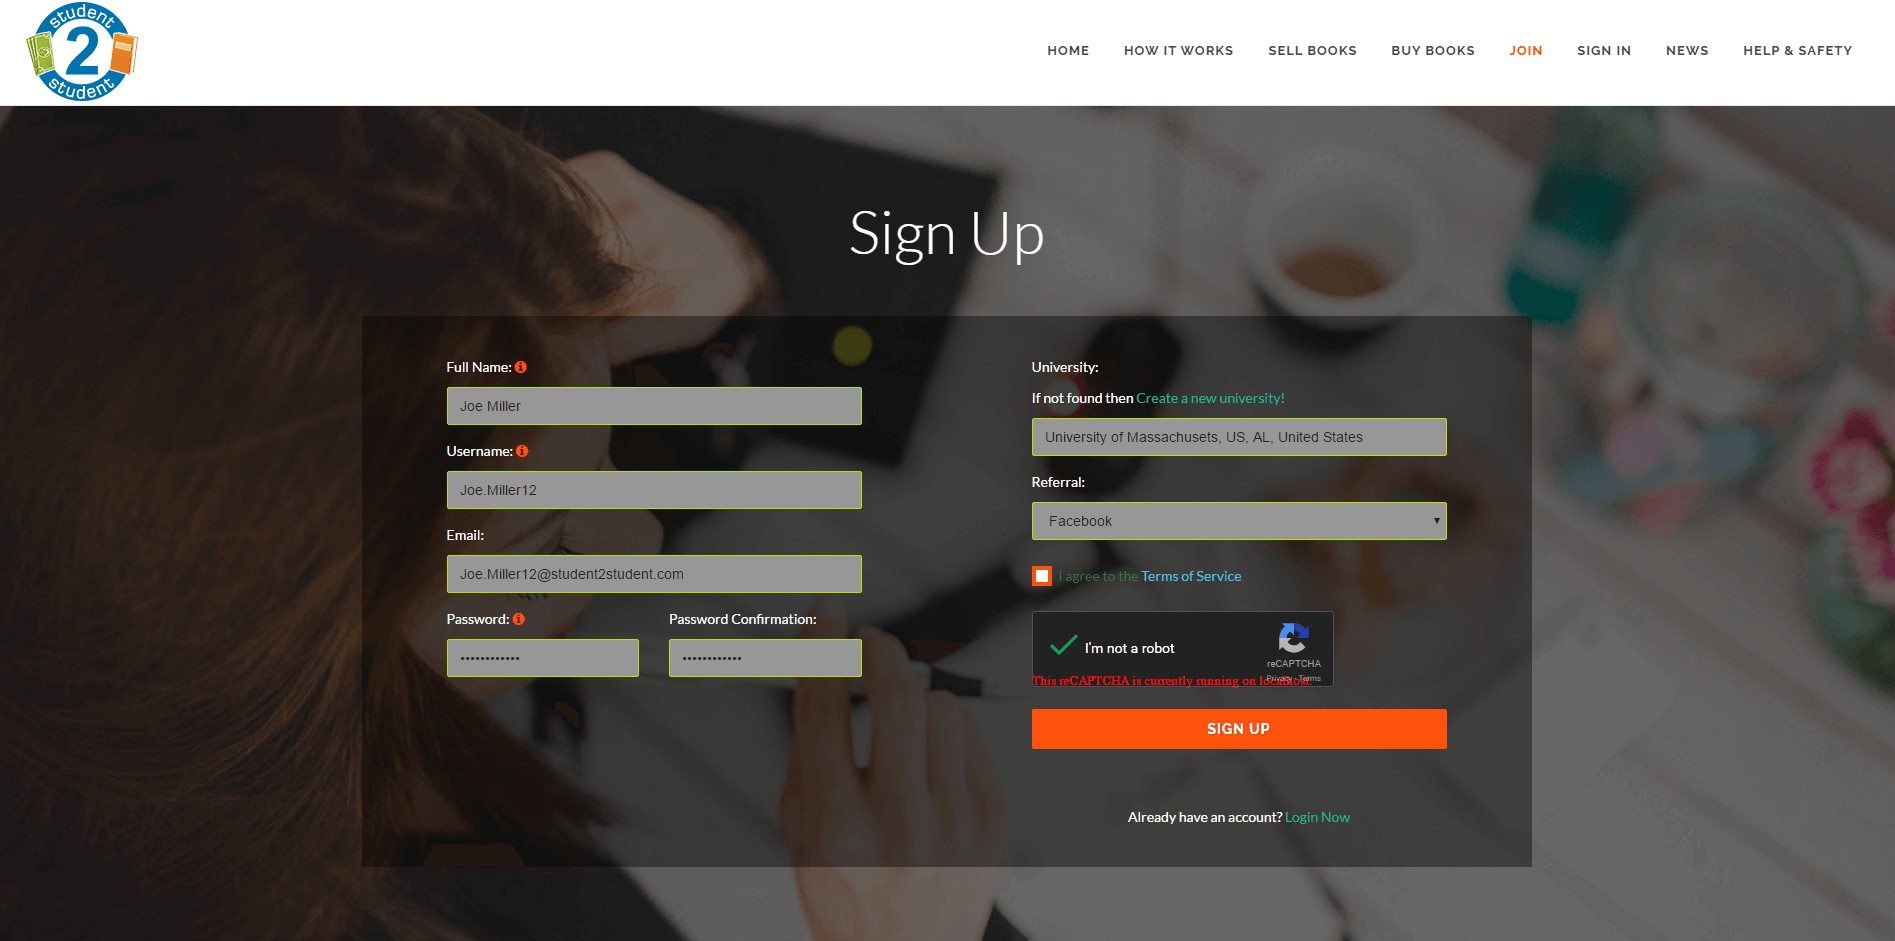 student
2
student
HOME HOW IT WORKS SELL BOOKS BUY BOOKS JOIN SIGN IN NEWS HELP & SAFETY
Sign Up
Full Name:
Joe Miller
Username:
Joe.Miller12
Email:
Joe.Miller12@student2student.com
Password: Password Confirmation:
•••••••••••• ••••••••••••
University:
If not found then Create a new university!
University of Massachusets, US, AL, United States
Referral:
Facebook
I agree to the Terms of Service
I'm not a robot
reCAPTCHA
Privacy - Terms
This reCAPTCHA is currently running on localhost.
SIGN UP
Already have an account? Login Now